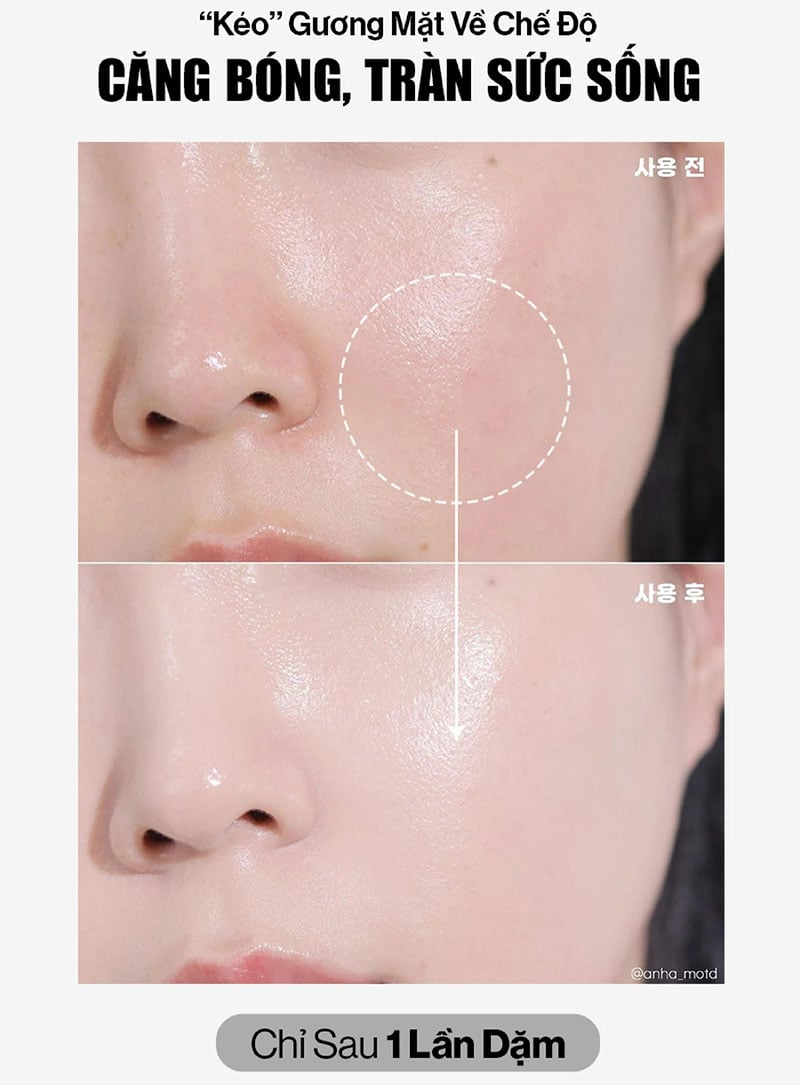 “Kéo” Gương Mặt Về Chế Độ
CĂNG BÓNG, TRÀN SỨC SỐNG
사용 전
사용 후
@anha_motd
Chỉ Sau 1 Lần Dặm